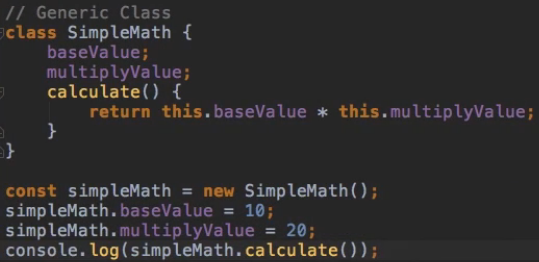 // Generic Class
class SimpleMath {
    baseValue;
    multiplyValue;
    calculate() {
        return this.baseValue * this.multiplyValue;
    }
}

const simpleMath = new SimpleMath();
simpleMath.baseValue = 10;
simpleMath.multiplyValue = 20;
console.log(simpleMath.calculate());